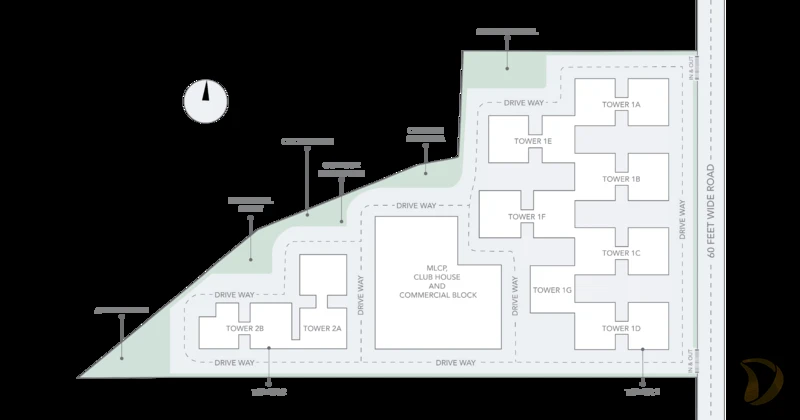 IN & OUT
DRIVE WAY
TOWER 1A
TOWER 1E
60 FEET WIDE ROAD
TOWER 1B
DRIVE WAY
DRIVE WAY
TOWER 1F
TOWER 1C
MLCP,
CLUB HOUSE
AND
COMMERCIAL BLOCK
DRIVE WAY
DRIVE WAY
TOWER 1G
DRIVE WAY
TOWER 2B
TOWER 2A
TOWER 1D
DRIVE WAY
DRIVE WAY
IN & OUT